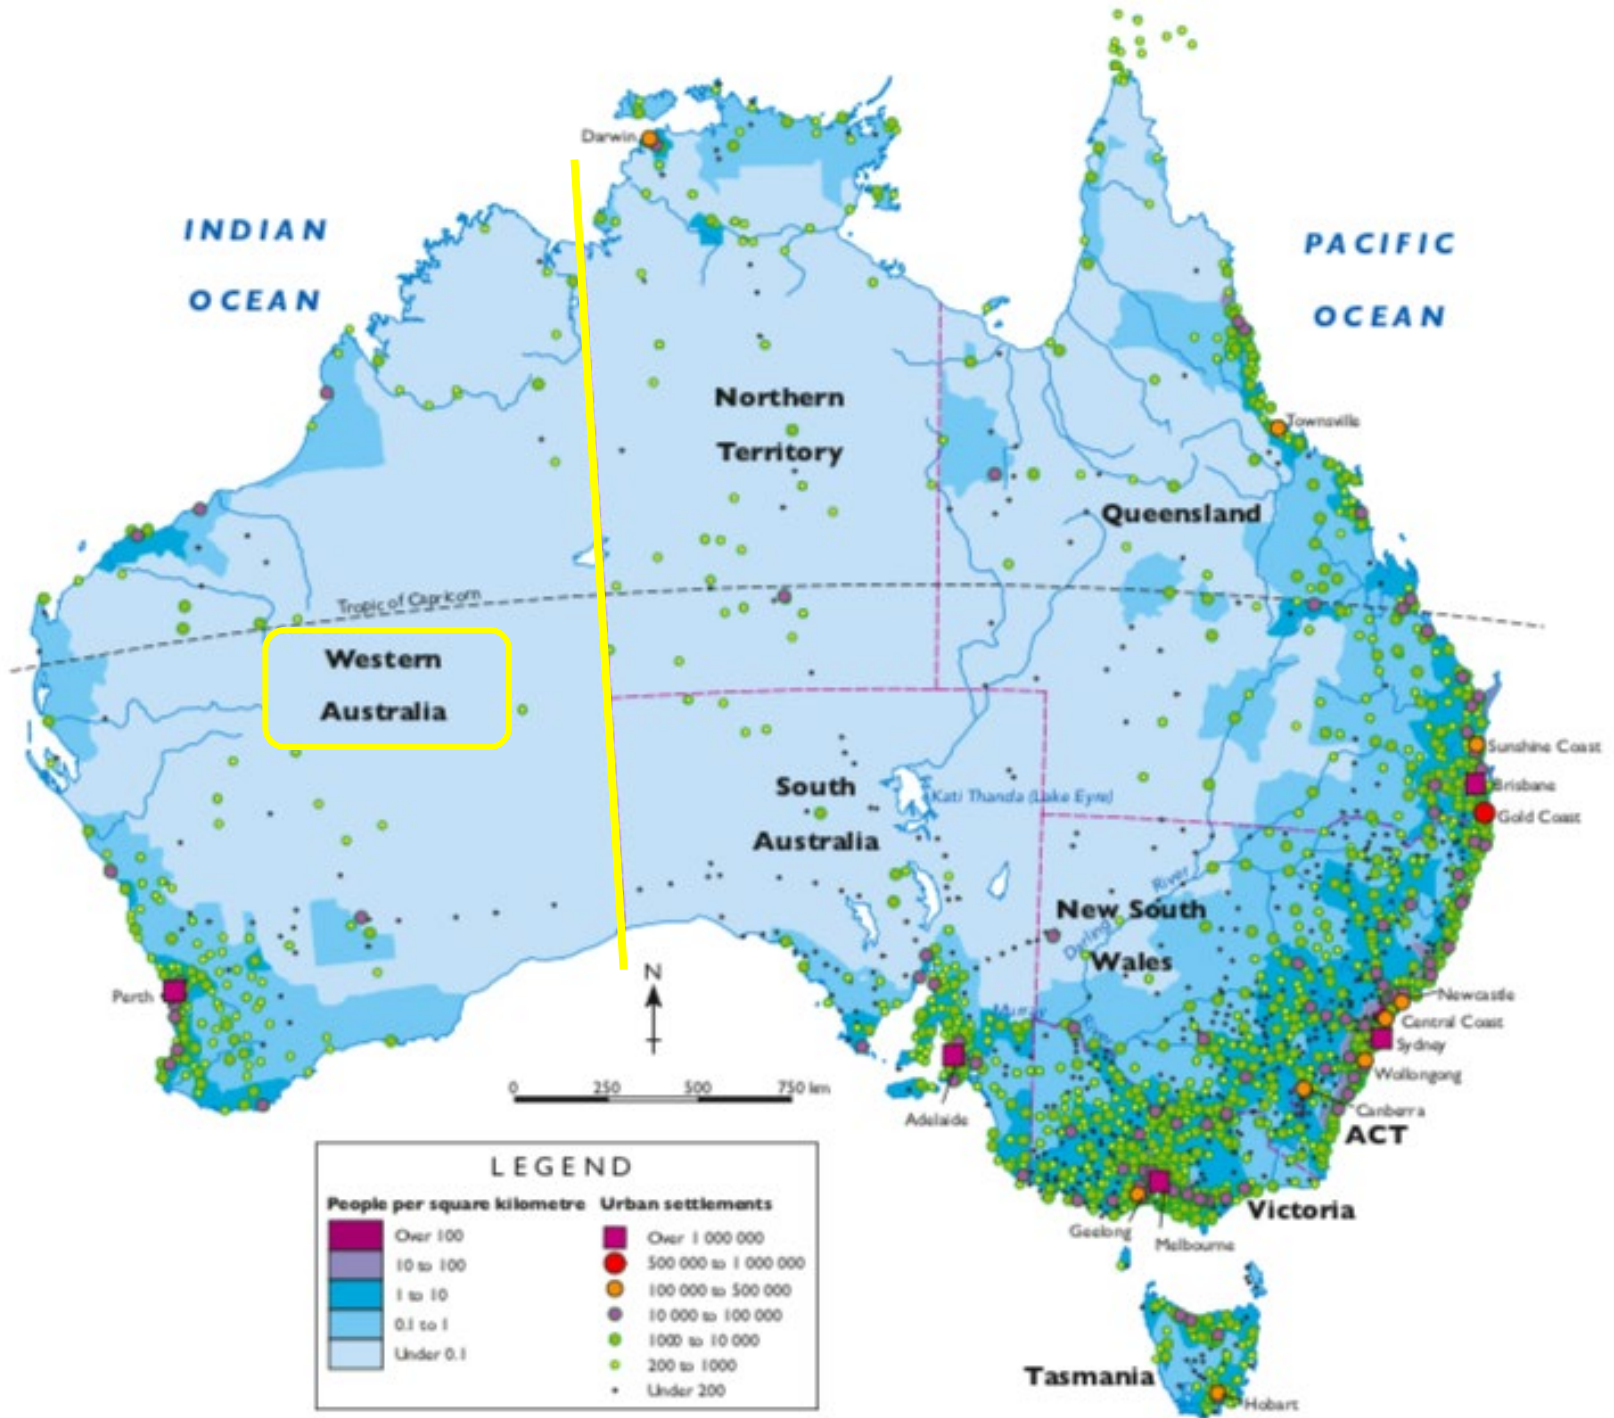 Darwin
INDIAN
OCEAN
PACIFIC
OCEAN
Northern
Territory
Townsville
Queensland
Tropic of Capricorn
Western
Australia
Sunshine Coast
Brisbane
Gold Coast
South
Australia
Kati Thanda (Lake Eyre)
River
Darling
New South
Wales
N
Perth
Murray
River
Newcastle
Central Coast
Sydney
Wollongong
Canberra
ACT
0 250 500 750 km
Adelaide
Victoria
Geelong
Melbourne
Tasmania
Hobart
LEGEND
People per square kilometre
Over 100
10 to 100
1 to 10
0.1 to 1
Under 0.1
Urban settlements
Over 1 000 000
500 000 to 1 000 000
100 000 to 500 000
10 000 to 100 000
1000 to 10 000
200 to 1000
Under 200